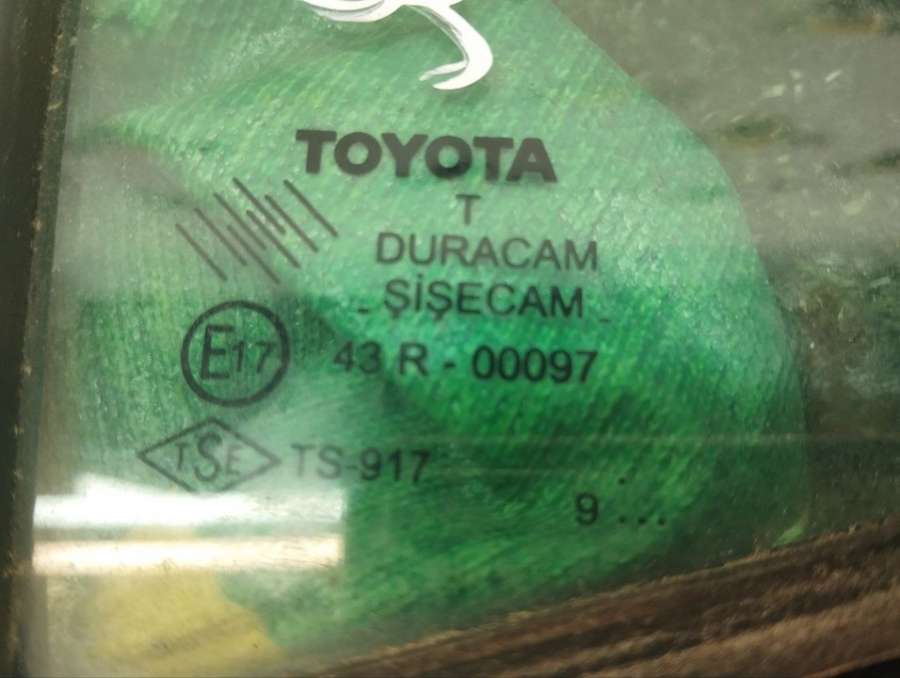 TOYOTA
T
DURACAM
ŞİŞECAM
E17 43 R - 00097
TSE TS-917
9 ...